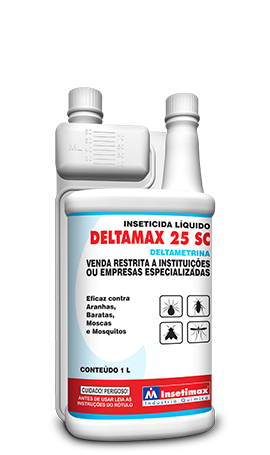 ML
INSETICIDA LÍQUIDO
DELTAMAX 25 SC
DELTAMETRINA
VENDA RESTRITA A INSTITUIÇÕES
OU EMPRESAS ESPECIALIZADAS
Eficaz contra
Aranhas,
Baratas,
Moscas
e Mosquitos
CONTEÚDO 1 L
CUIDADO! PERIGOSO!
ANTES DE USAR LEIA AS
INSTRUÇÕES DO RÓTULO
M Insetimax
Indústria Química